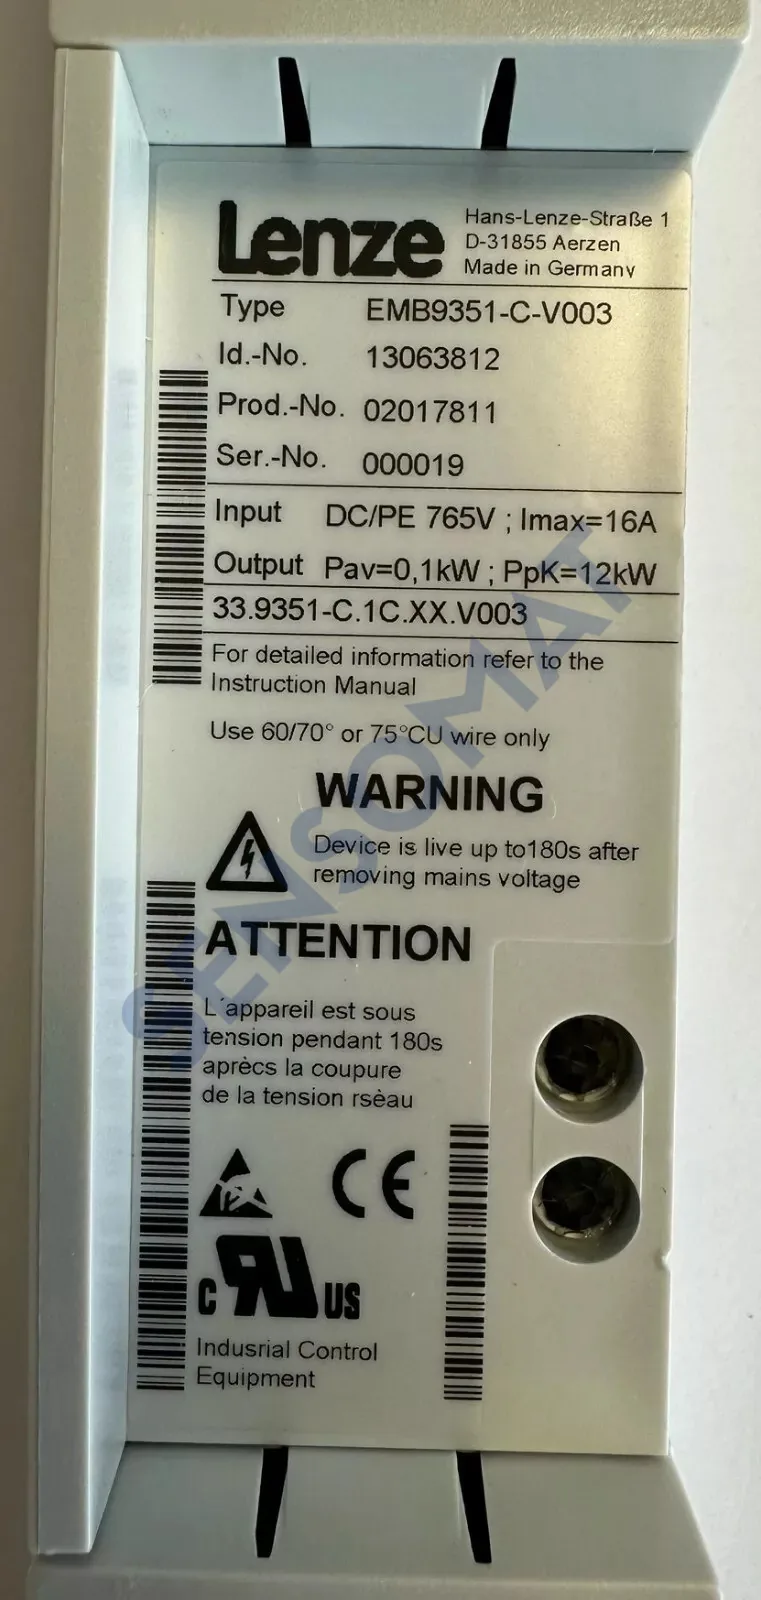 Lenze
Hans-Lenze-Straße 1
D-31855 Aerzen
Made in Germany
Type EMB9351-C-V003
Id.-No. 13063812
Prod.-No. 02017811
Ser.-No. 000019
Input DC/PE 765V ; Imax=16A
Output Pav=0,1kW ; PpK=12kW
33.9351-C.1C.XX.V003
For detailed information refer to the
Instruction Manual
Use 60/70° or 75°CU wire only
WARNING
Device is live up to180s after
removing mains voltage
ATTENTION
L´appareil est sous
tension pendant 180s
aprècs la coupure
de la tension rsèau
CE
c RU us
Indusrial Control
Equipment
SENSOMAT